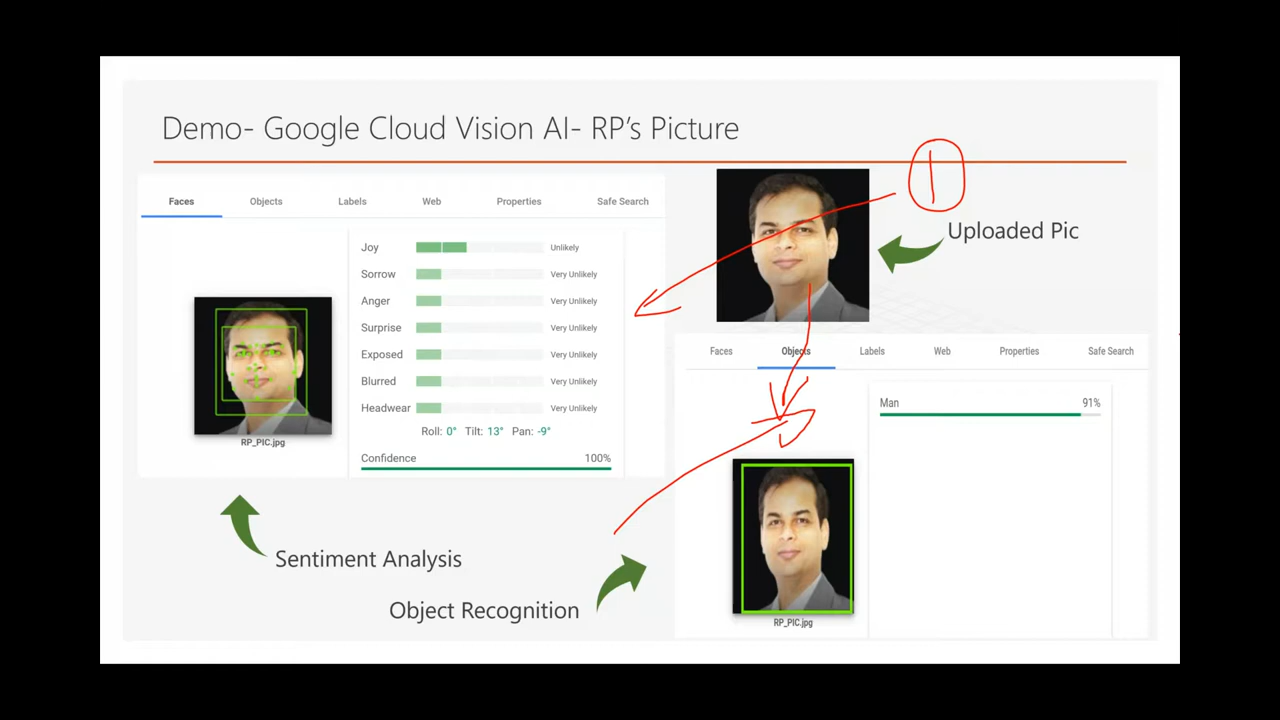 Demo- Google Cloud Vision AI- RP's Picture
1
Uploaded Pic
Faces Objects Labels Web Properties Safe Search
Joy Unlikely
Sorrow Very Unlikely
Anger Very Unlikely
Surprise Very Unlikely
Exposed Very Unlikely
Blurred Very Unlikely
Headwear Very Unlikely
Roll: 0° Tilt: 13° Pan: -9°
Confidence 100%
RP_PIC.jpg
Sentiment Analysis
Faces Objects Labels Web Properties Safe Search
Man 91%
RP_PIC.jpg
Object Recognition